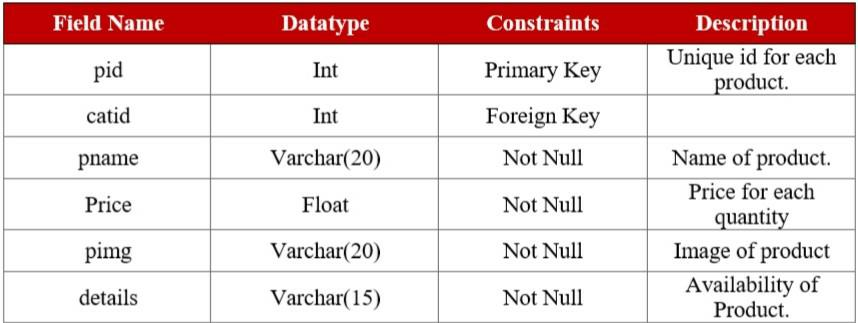 Field Name Datatype Constraints Description
pid Int Primary Key Unique id for each
product.
catid Int Foreign Key
pname Varchar(20) Not Null Name of product.
Price Float Not Null Price for each
quantity
pimg Varchar(20) Not Null Image of product
details Varchar(15) Not Null Availability of
Product.